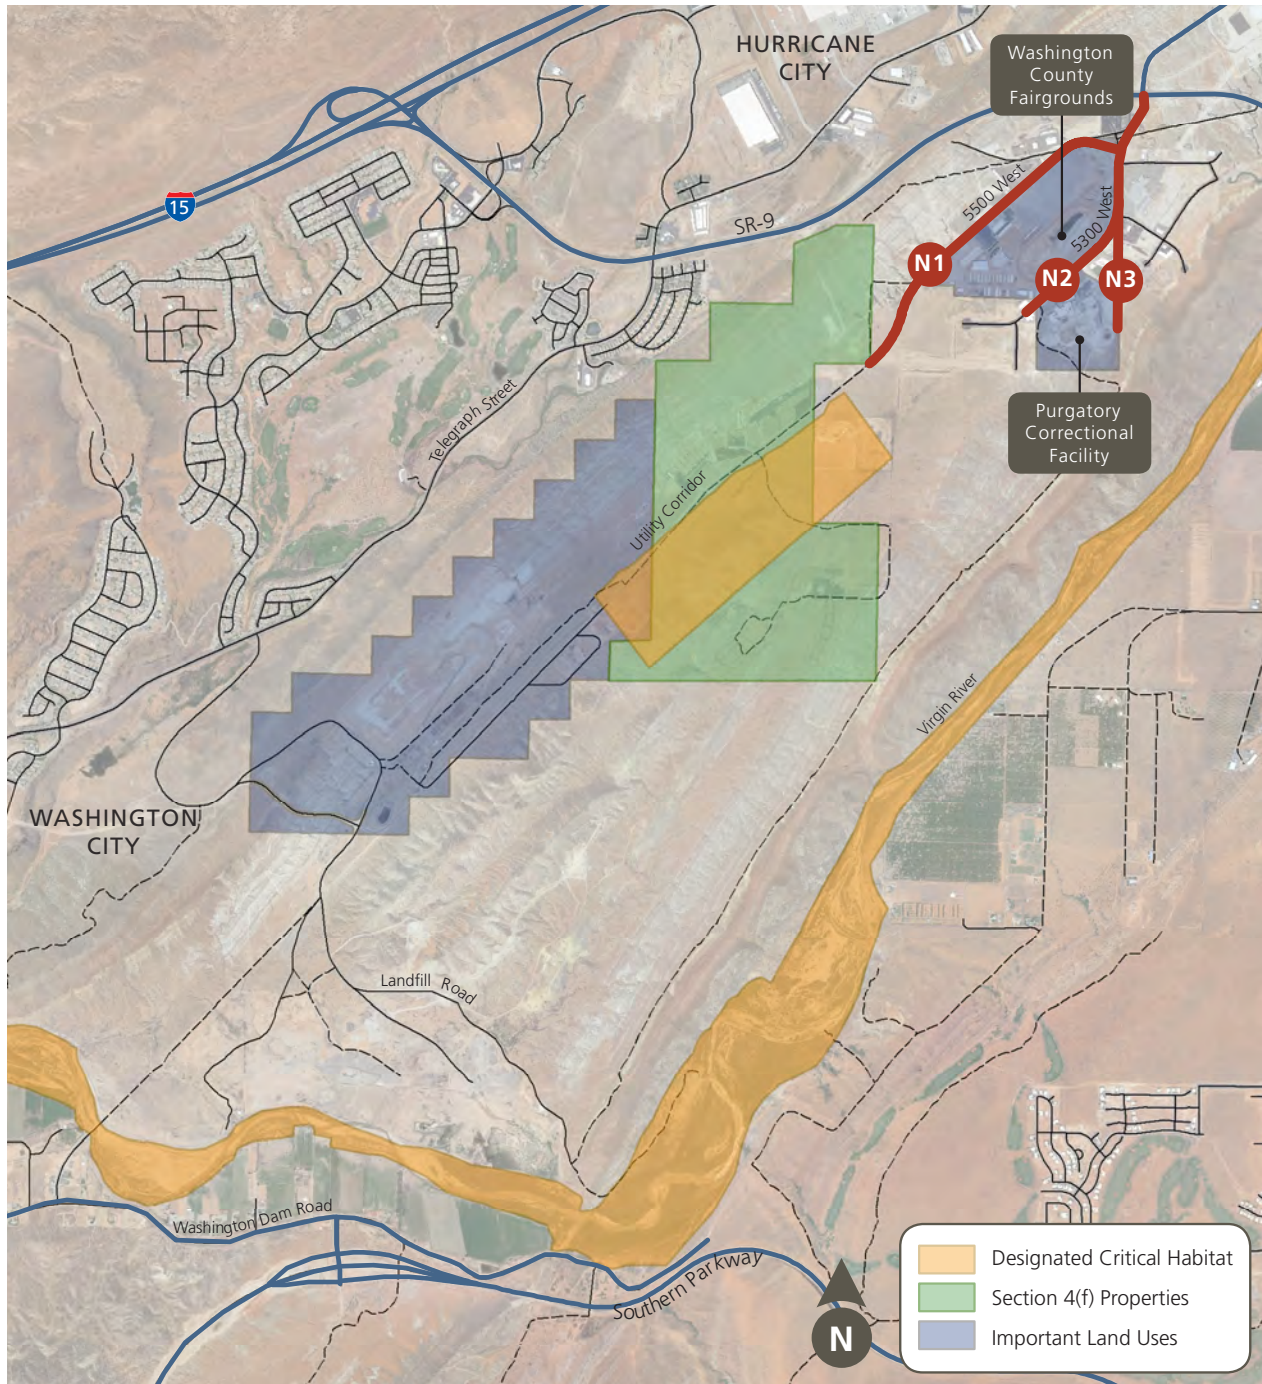 HURRICANE
CITY
Washington
County
Fairgrounds
15
SR-9
5500 West
5300 West
N1
N2
N3
Purgatory
Correctional
Facility
Telegraph Street
Utility Corridor
Virgin River
WASHINGTON
CITY
Landfill Road
Washington Dam Road
Southern Parkway
N
Designated Critical Habitat
Section 4(f) Properties
Important Land Uses